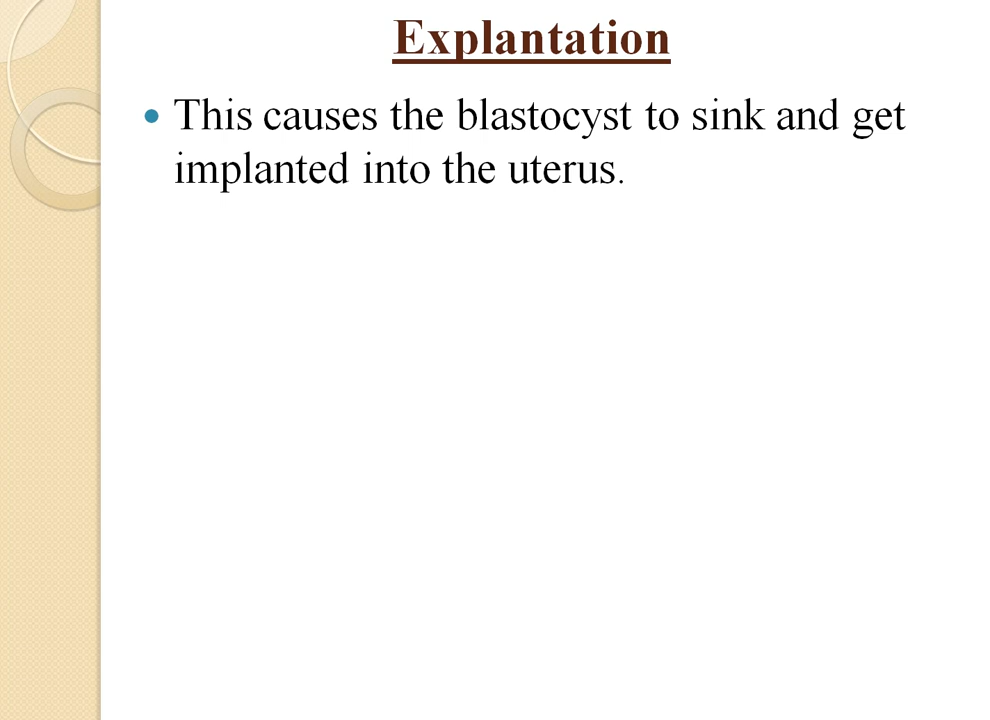 Explantation
• This causes the blastocyst to sink and get
implanted into the uterus.